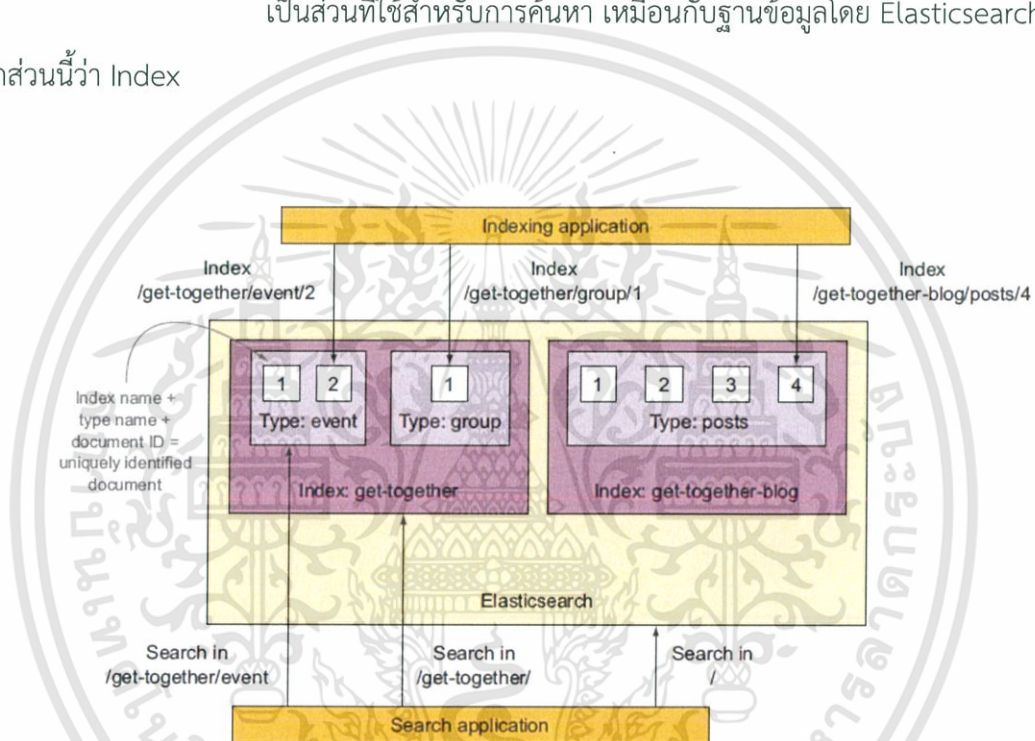 เป็นส่วนที่ใช้สำหรับการค้นหา เหมือนกับฐานข้อมูลโดย Elasticsearch
ส่วนนี้ว่า Index
Indexing application
Index
/get-together/event/2
Index
/get-together/group/1
Index
/get-together-blog/posts/4
Index name +
type name +
document ID =
uniquely identified
document
1
2
Type: event
1
Type: group
Index: get-together
1
2
3
4
Type: posts
Index: get-together-blog
Elasticsearch
Search in
/get-together/event
Search in
/get-together/
Search in
/
Search application